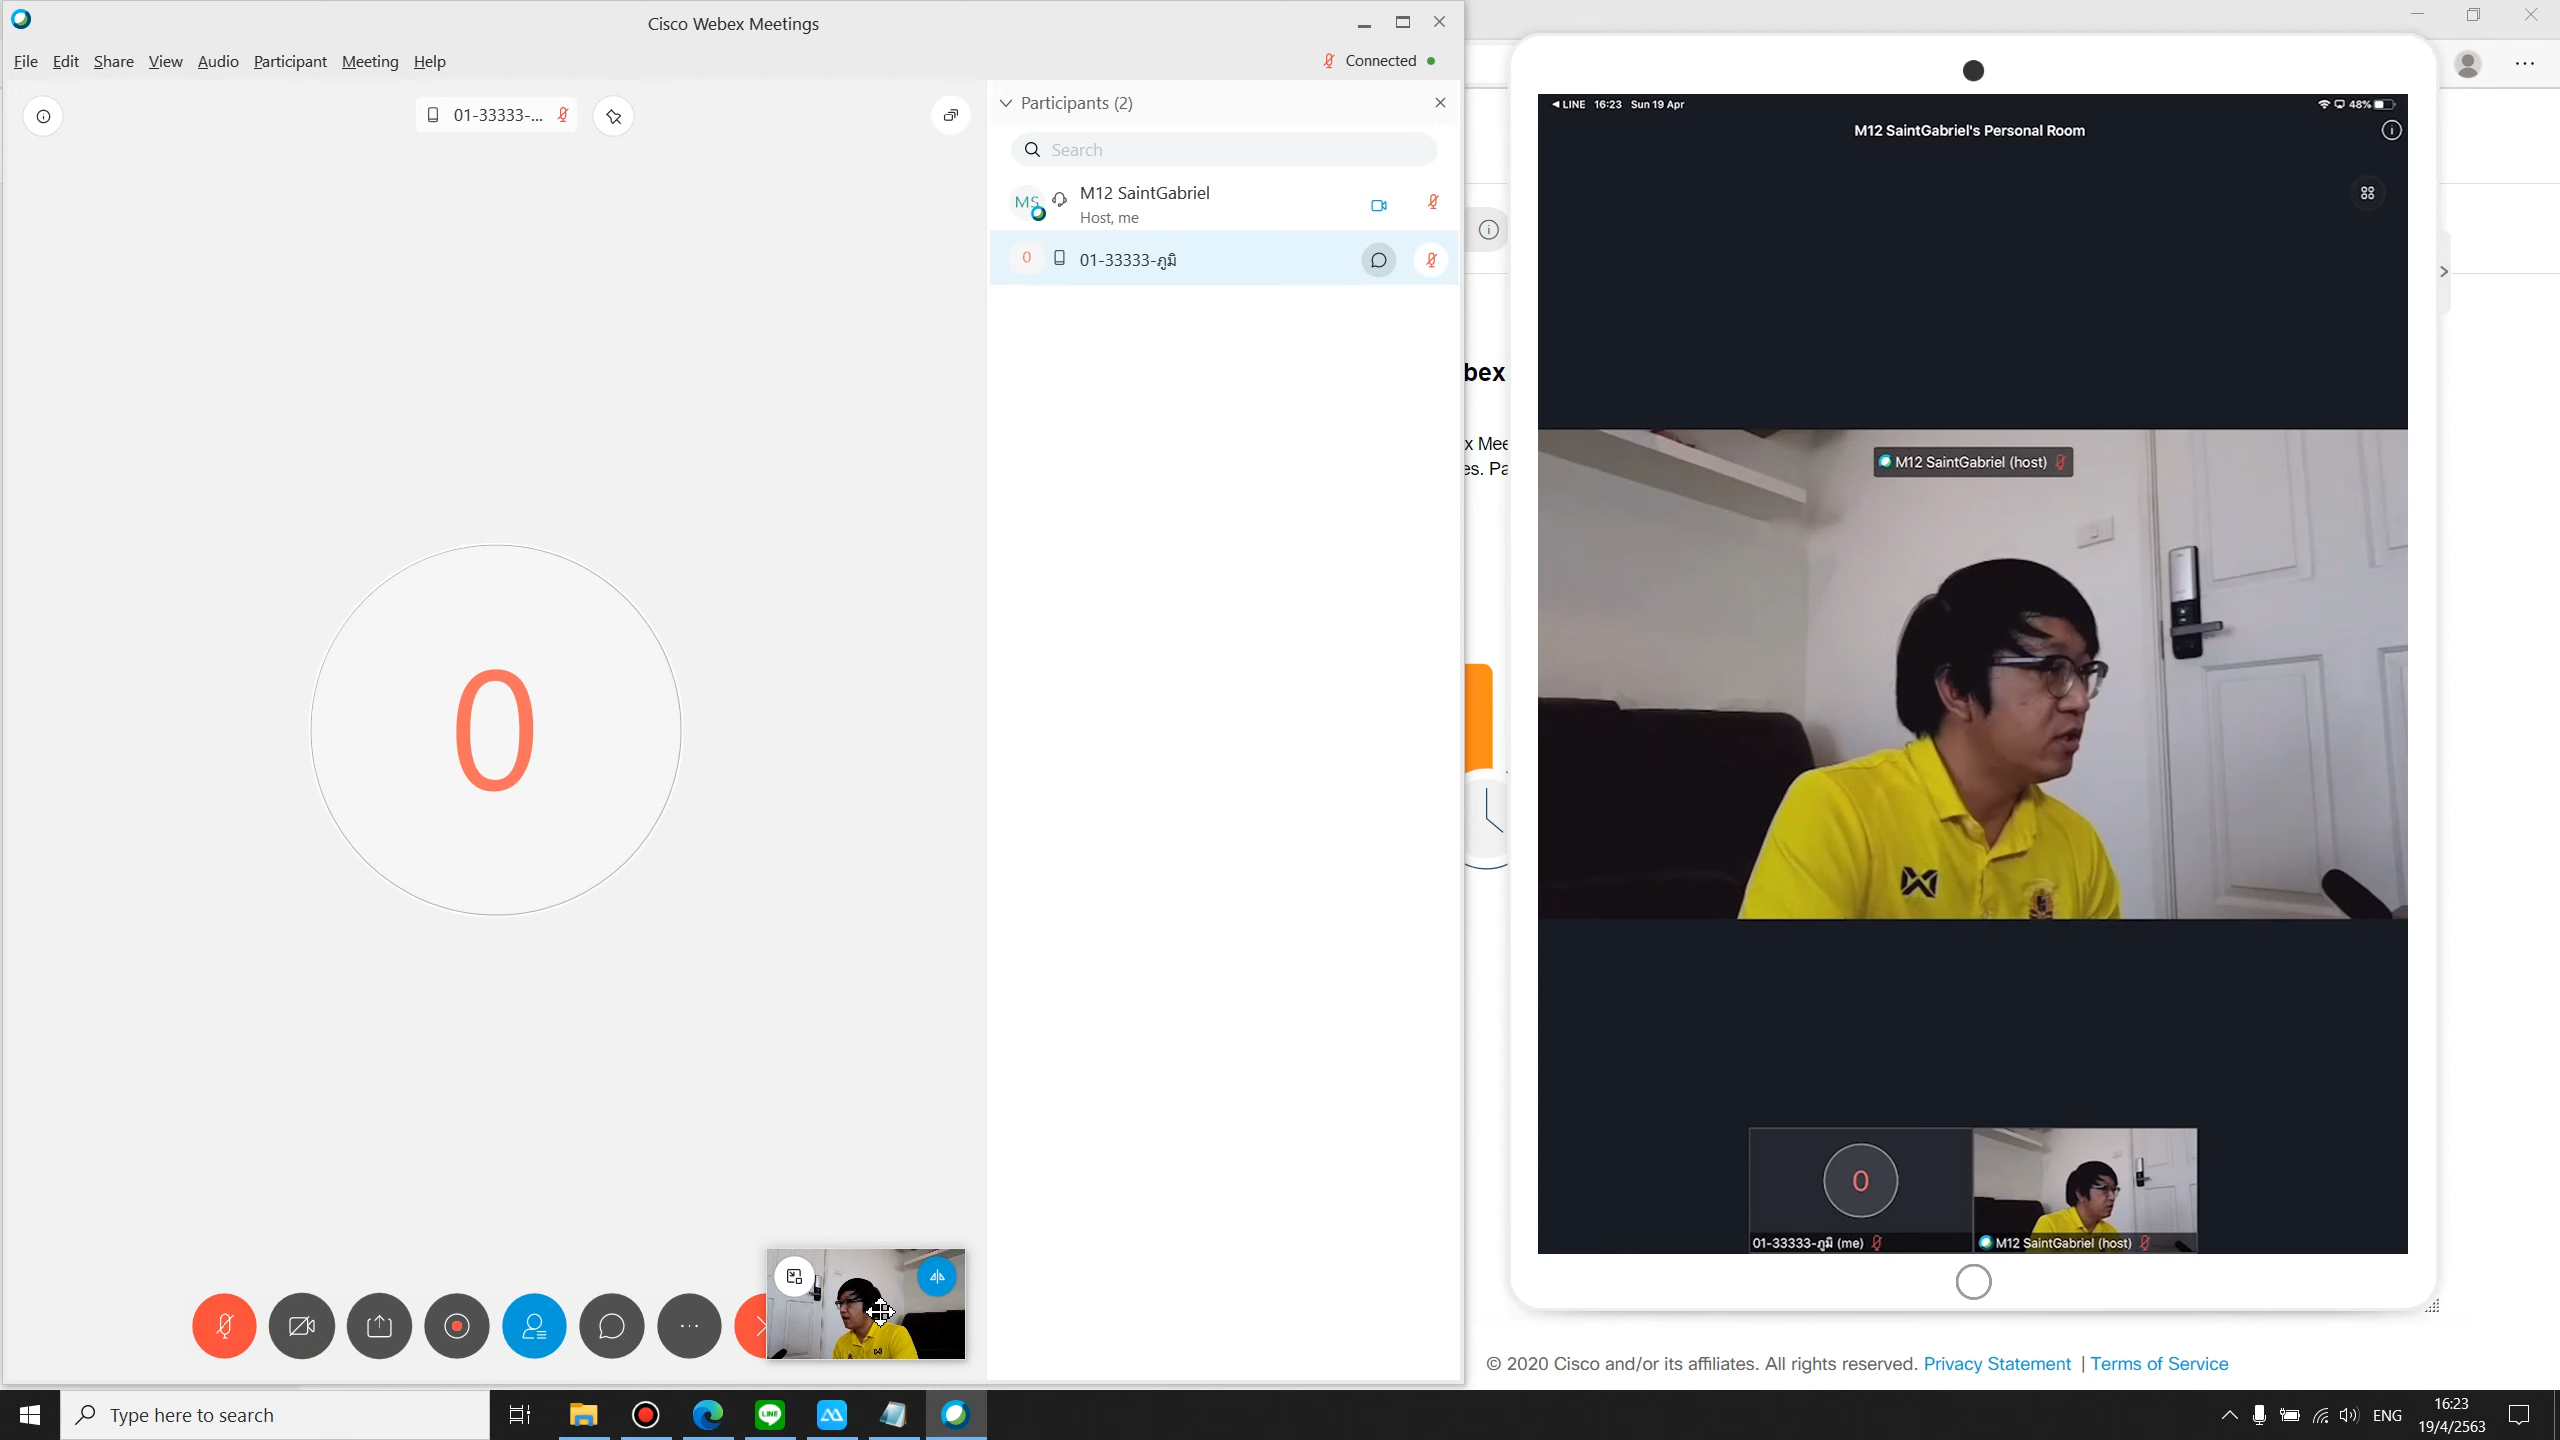 Cisco Webex Meetings
File Edit Share View Audio Participant Meeting Help
Connected
01-33333-...
Participants (2)
Search
MS
M12 SaintGabriel
Host, me
0
01-33333-ภูมิ
0
bex
x Mee
es. Pa
LINE 16:23 Sun 19 Apr
48%
M12 SaintGabriel's Personal Room
M12 SaintGabriel (host)
0
01-33333-ภูมิ (me)
M12 SaintGabriel (host)
© 2020 Cisco and/or its affiliates. All rights reserved. Privacy Statement | Terms of Service
Type here to search
LINE
ENG
16:23
19/4/2563